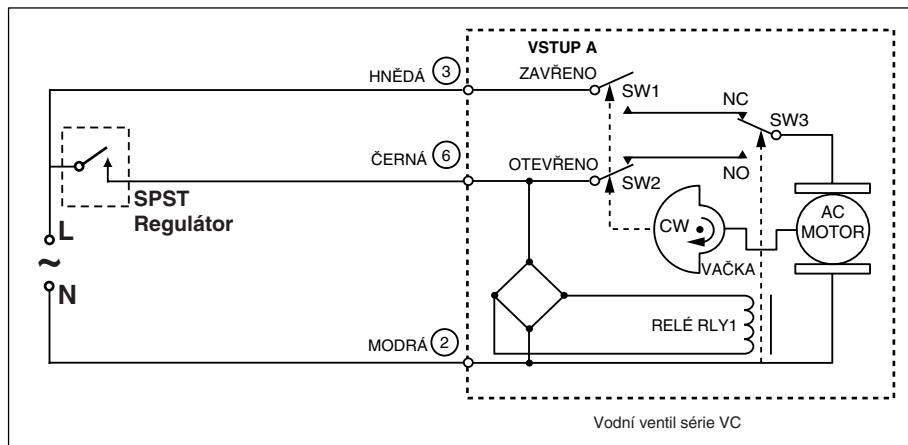 VSTUP A
HNĚDÁ 3
ZAVŘENO
SW1
NC
SW3
ČERNÁ 6
OTEVŘENO
SW2
NO
SPST
Regulátor
L
~
N
CW
VAČKA
AC
MOTOR
RELÉ RLY1
MODRÁ 2
Vodní ventil série VC